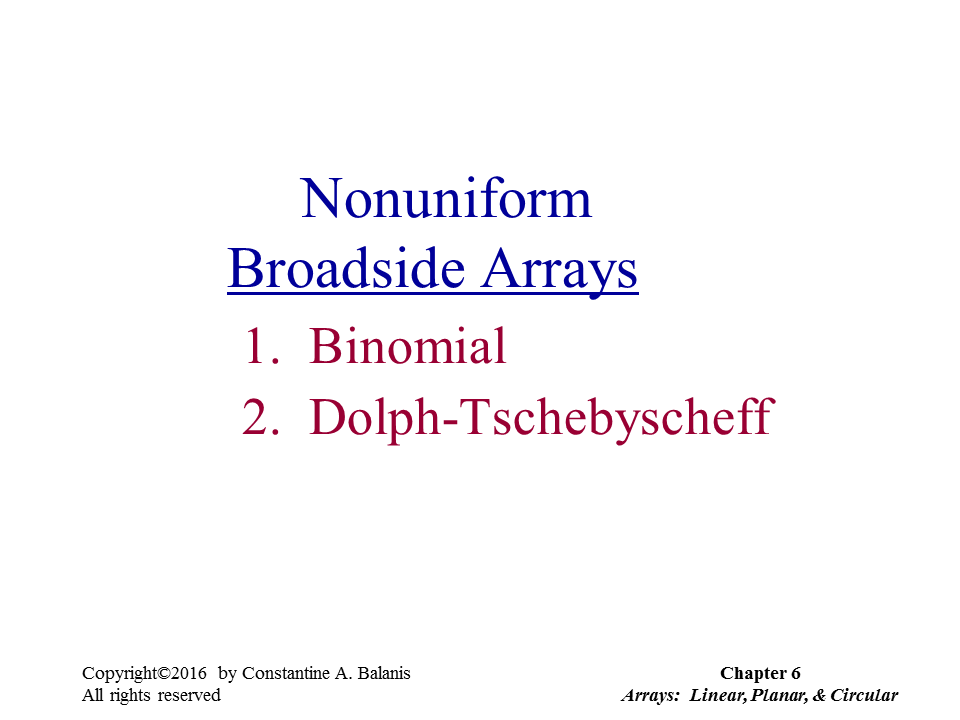 Nonuniform
Broadside Arrays
1. Binomial
2. Dolph-Tschebyscheff
Copyright©2016 by Constantine A. Balanis
All rights reserved
Chapter 6
Arrays: Linear, Planar, & Circular